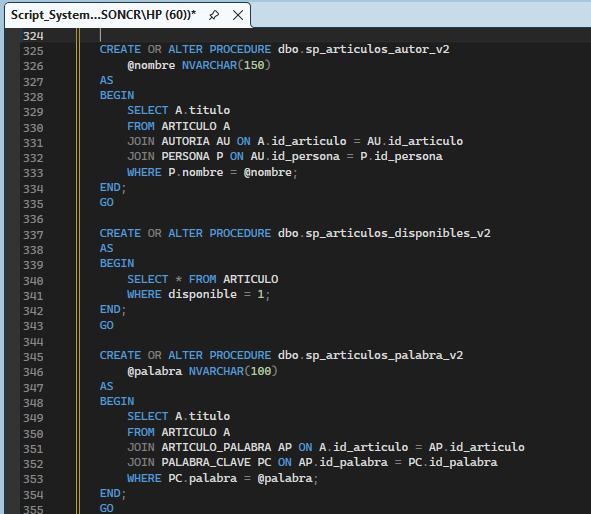 Script_System...SONCR\HP (60))*
324
325 CREATE OR ALTER PROCEDURE dbo.sp_articulos_autor_v2
326 @nombre NVARCHAR(150)
327 AS
328 BEGIN
329 SELECT A.titulo
330 FROM ARTICULO A
331 JOIN AUTORIA AU ON A.id_articulo = AU.id_articulo
332 JOIN PERSONA P ON AU.id_persona = P.id_persona
333 WHERE P.nombre = @nombre;
334 END;
335 GO
336
337 CREATE OR ALTER PROCEDURE dbo.sp_articulos_disponibles_v2
338 AS
339 BEGIN
340 SELECT * FROM ARTICULO
341 WHERE disponible = 1;
342 END;
343 GO
344
345 CREATE OR ALTER PROCEDURE dbo.sp_articulos_palabra_v2
346 @palabra NVARCHAR(100)
347 AS
348 BEGIN
349 SELECT A.titulo
350 FROM ARTICULO A
351 JOIN ARTICULO_PALABRA AP ON A.id_articulo = AP.id_articulo
352 JOIN PALABRA_CLAVE PC ON AP.id_palabra = PC.id_palabra
353 WHERE PC.palabra = @palabra;
354 END;
355 GO